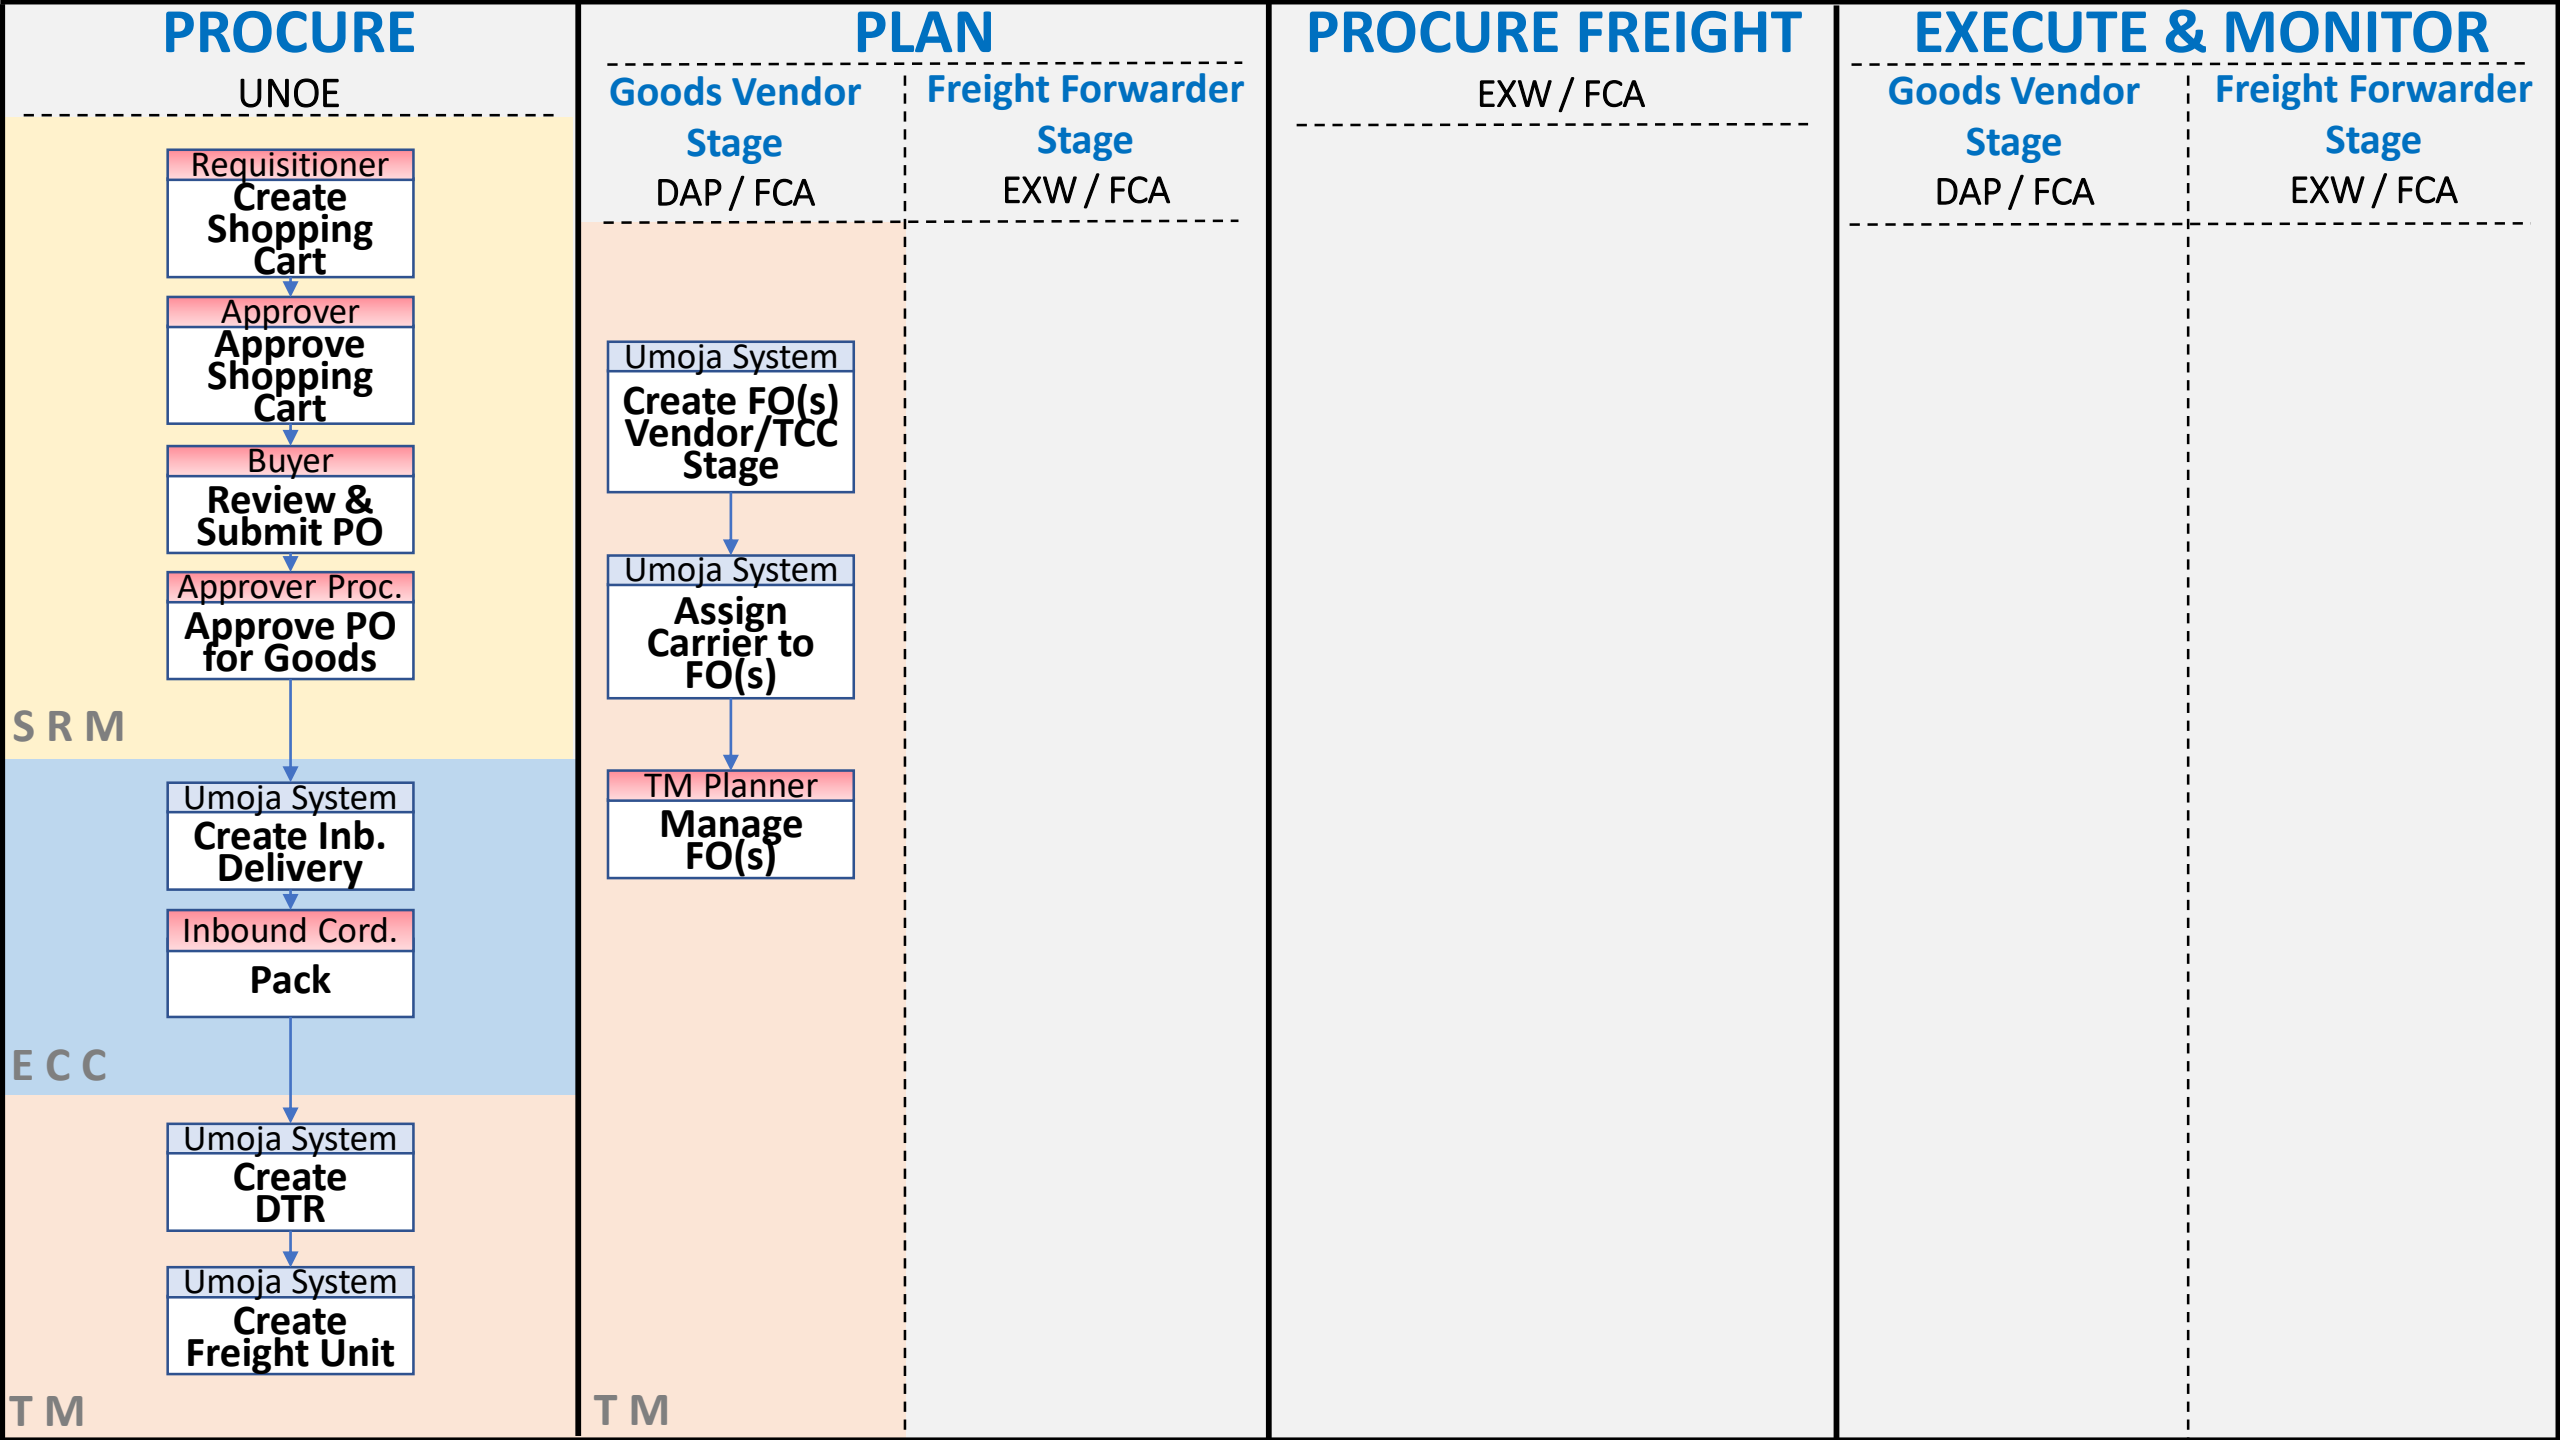 PROCURE
UNOE
Requisitioner
Create
Shopping
Cart
Approver
Approve
Shopping
Cart
Buyer
Review &
Submit PO
Approver Proc.
Approve PO
for Goods
S R M
Umoja System
Create Inb.
Delivery
Inbound Cord.
Pack
E C C
Umoja System
Create
DTR
Umoja System
Create
Freight Unit
T M
PLAN
Goods Vendor
Stage
DAP / FCA
Umoja System
Create FO(s)
Vendor/TCC
Stage
Umoja System
Assign
Carrier to
FO(s)
TM Planner
Manage
FO(s)
T M
Freight Forwarder
Stage
EXW / FCA
PROCURE FREIGHT
EXW / FCA
EXECUTE & MONITOR
Goods Vendor
Stage
DAP / FCA
Freight Forwarder
Stage
EXW / FCA